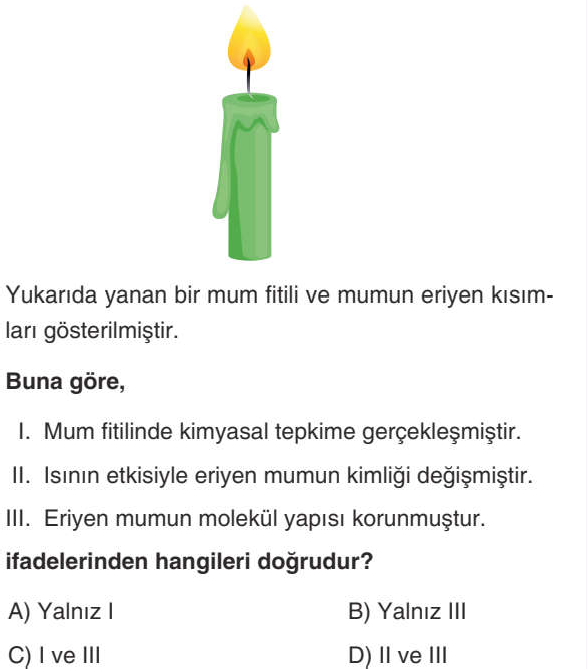 Yukarıda yanan bir mum fitili ve mumun eriyen kısım-
ları gösterilmiştir.
Buna göre,
I. Mum fitilinde kimyasal tepkime gerçekleşmiştir.
II. Isının etkisiyle eriyen mumun kimliği değişmiştir.
III. Eriyen mumun molekül yapısı korunmuştur.
ifadelerinden hangileri doğrudur?
A) Yalnız I B) Yalnız III
C) I ve III D) II ve III